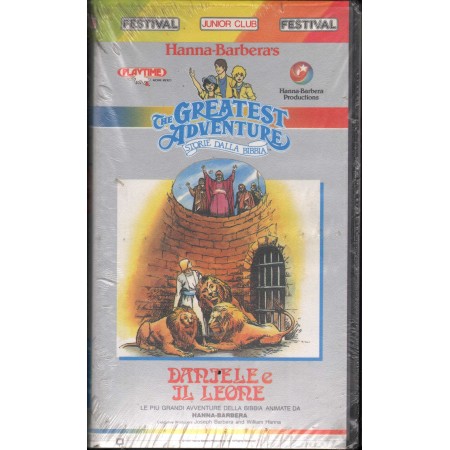 FESTIVAL JUNIOR CLUB FESTIVAL
Hanna-Barbera's
PLAYTIME
Hanna-Barbera
Productions
The GREATEST
ADVENTURE
STORIE DALLA BIBBIA
DANIELE e
IL LEONE
LE PIU GRANDI AVVENTURE DELLA BIBBIA ANIMATE DA
HANNA-BARBERA
Joseph Barbera and William Hanna